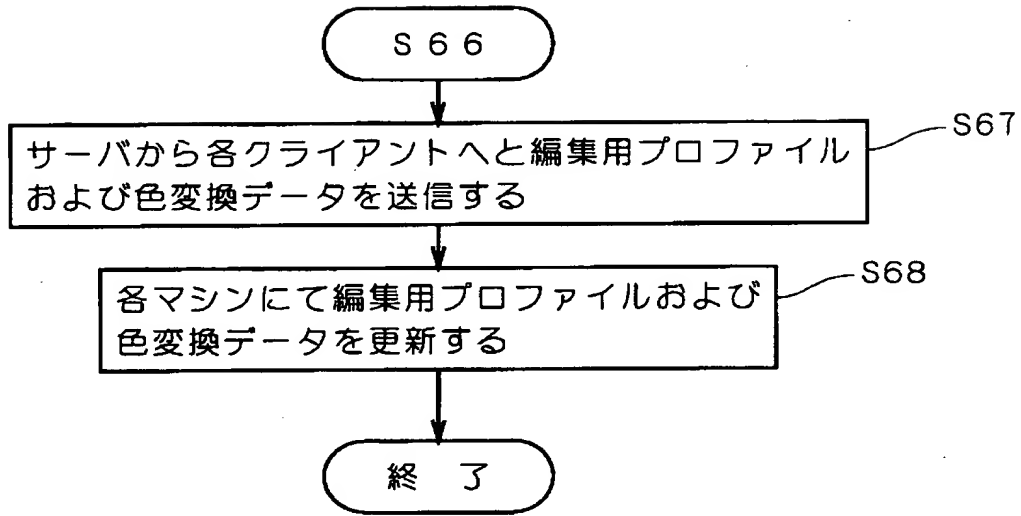 S66
サーバから各クライアントへと編集用プロファイル
および色変換データを送信する
S67
各マシンにて編集用プロファイルおよび
色変換データを更新する
S68
終了